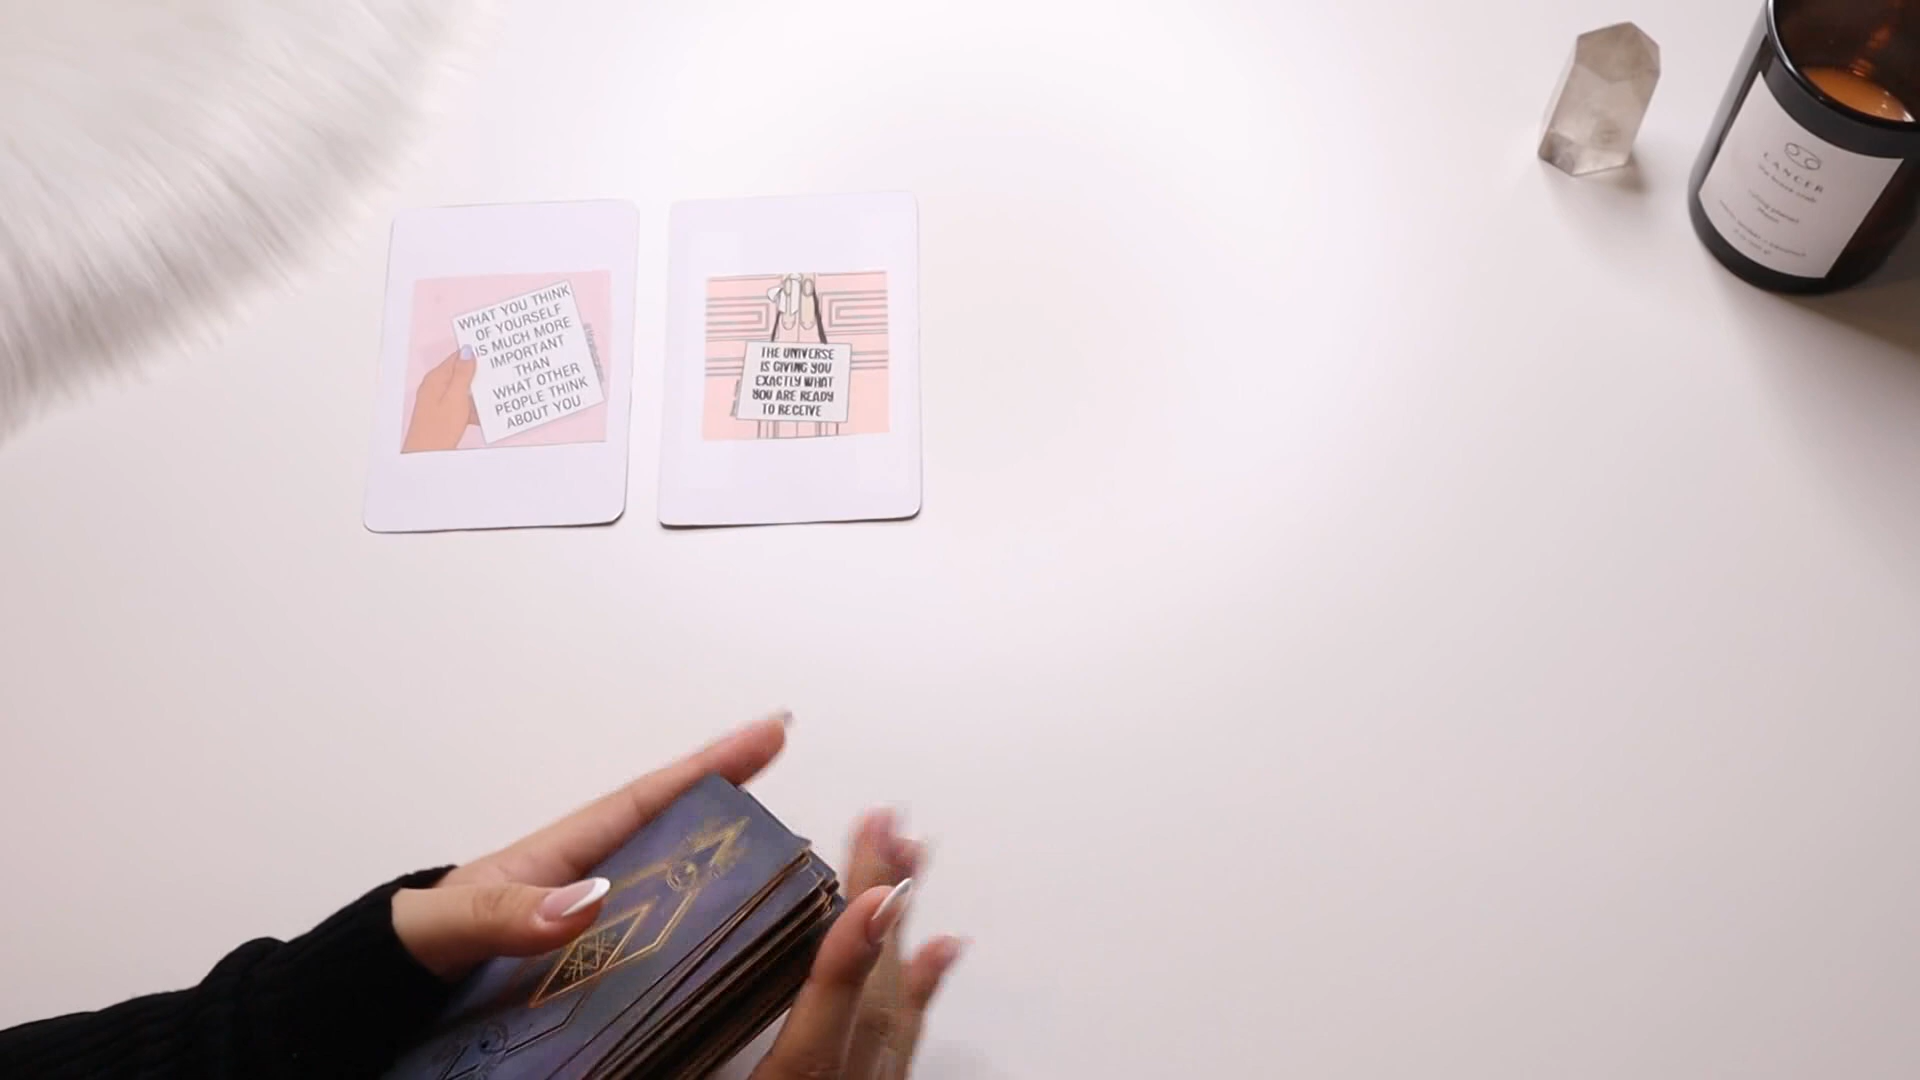 WHAT YOU THINK
OF YOURSELF
IS MUCH MORE
IMPORTANT
THAN
WHAT OTHER
PEOPLE THINK
ABOUT YOU
THE UNIVERSE
IS GIVING YOU
EXACTLY WHAT
YOU ARE READY
TO RECEIVE
CANCER